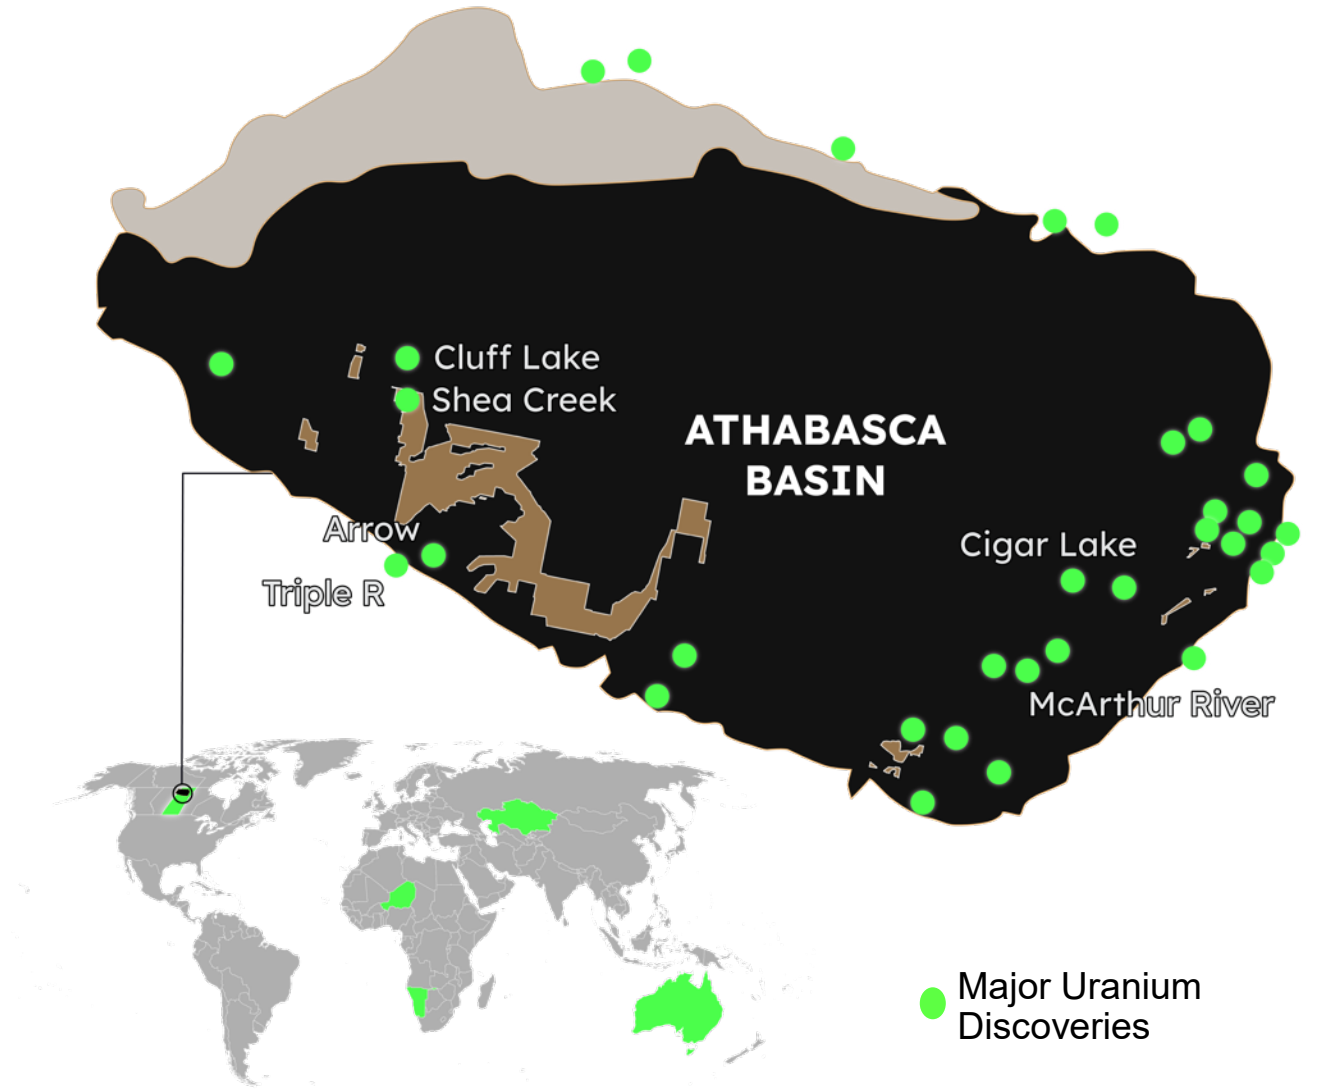 Cluff Lake
Shea Creek
ATHABASCA
BASIN
Arrow
Cigar Lake
Triple R
McArthur River
Major Uranium
Discoveries